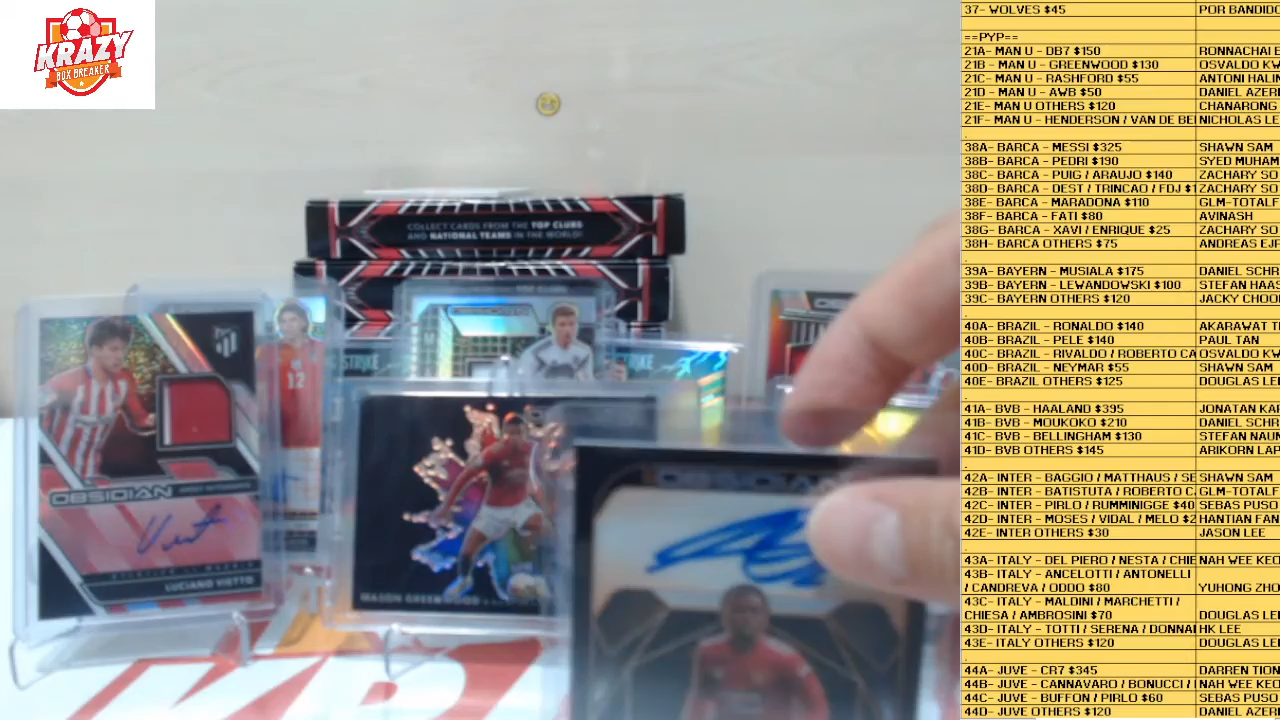 KRAZY
BOX BREAKER
COLLECT CARDS FROM THE TOP CLUBS
AND NATIONAL TEAMS IN THE WORLD!
STRIKE
STRIKE
12
OBSIDIAN
ATLÉTICO DE MADRID
LUCIANO VIETTO
MASON GREENWOOD
37- WOLVES $45 POR BANDIDO
==PYP==
21A- MAN U - DB7 $150 RONNACHAI E
21B - MAN U - GREENWOOD $130 OSVALDO KW
21C- MAN U - RASHFORD $55 ANTONI HALIN
21D - MAN U - AWB $50 DANIEL AZERI
21E- MAN U OTHERS $120 CHANARONG
21F- MAN U - HENDERSON / VAN DE BE NICHOLAS LE
.
38A- BARCA - MESSI $325 SHAWN SAM
38B- BARCA - PEDRI $190 SYED MUHAM
38C- BARCA - PUIG / ARAUJO $140 ZACHARY SO
38D- BARCA - DEST / TRINCAO / FDJ $1 ZACHARY SO
38E- BARCA - MARADONA $110 GLM-TOTALF
38F- BARCA - FATI $80 AVINASH
38G- BARCA - XAVI / ENRIQUE $25 ZACHARY SO
38H- BARCA OTHERS $75 ANDREAS EJF
.
39A- BAYERN - MUSIALA $175 DANIEL SCHR
39B- BAYERN - LEWANDOWSKI $100 STEFAN HAAS
39C- BAYERN OTHERS $120 JACKY CHOO
.
40A- BRAZIL - RONALDO $140 AKARAWAT T
40B- BRAZIL - PELE $140 PAUL TAN
40C- BRAZIL - RIVALDO / ROBERTO CA OSVALDO KW
40D- BRAZIL - NEYMAR $55 SHAWN SAM
40E- BRAZIL OTHERS $125 DOUGLAS LE
.
41A- BVB - HAALAND $395 JONATAN KA
41B- BVB - MOUKOKO $210 DANIEL SCHR
41C- BVB - BELLINGHAM $130 STEFAN NAUN
41D- BVB OTHERS $145 ARIKORN LAP
.
42A- INTER - BAGGIO / MATTHAUS / SE SHAWN SAM
42B- INTER - BATISTUTA / ROBERTO C. GLM-TOTALF
42C- INTER - PIRLO / RUMMINIGGE $40 SEBAS PUSO
42D- INTER - MOSES / VIDAL / MELO $2 HANTIAN FAN
42E- INTER OTHERS $30 JASON LEE
.
43A- ITALY - DEL PIERO / NESTA / CHIE NAH WEE KEO
43B- ITALY - ANCELOTTI / ANTONELLI
/ CANDREVA / ODDO $80 YUHONG ZHO
43C- ITALY - MALDINI / MARCHETTI /
CHIESA / AMBROSINI $70 DOUGLAS LE
43D- ITALY - TOTTI / SERENA / DONNAI HK LEE
43E- ITALY OTHERS $120 DOUGLAS LE
.
44A- JUVE - CR7 $345 DARREN TION
44B- JUVE - CANNAVARO / BONUCCI / NAH WEE KEO
44C- JUVE - BUFFON / PIRLO $60 SEBAS PUSO
44D- JUVE OTHERS $120 DANIEL AZERI